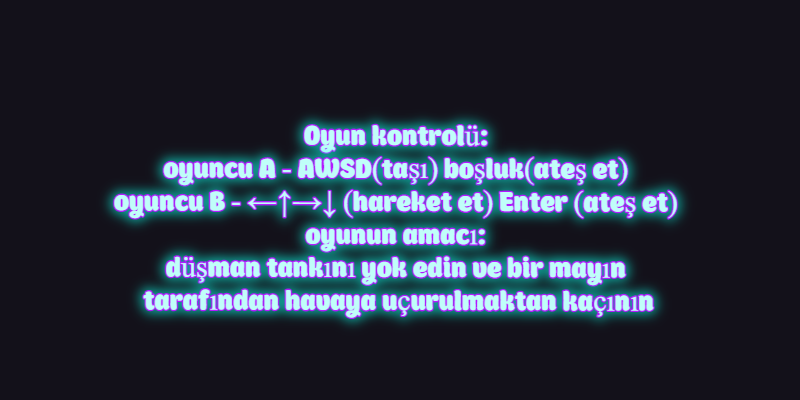 Oyun kontrolü:
oyuncu A - AWSD(taşı) boşluk(ateş et)
oyuncu B - ←↑→↓ (hareket et) Enter (ateş et)
oyunun amacı:
düşman tankını yok edin ve bir mayın
tarafından havaya uçurulmaktan kaçının